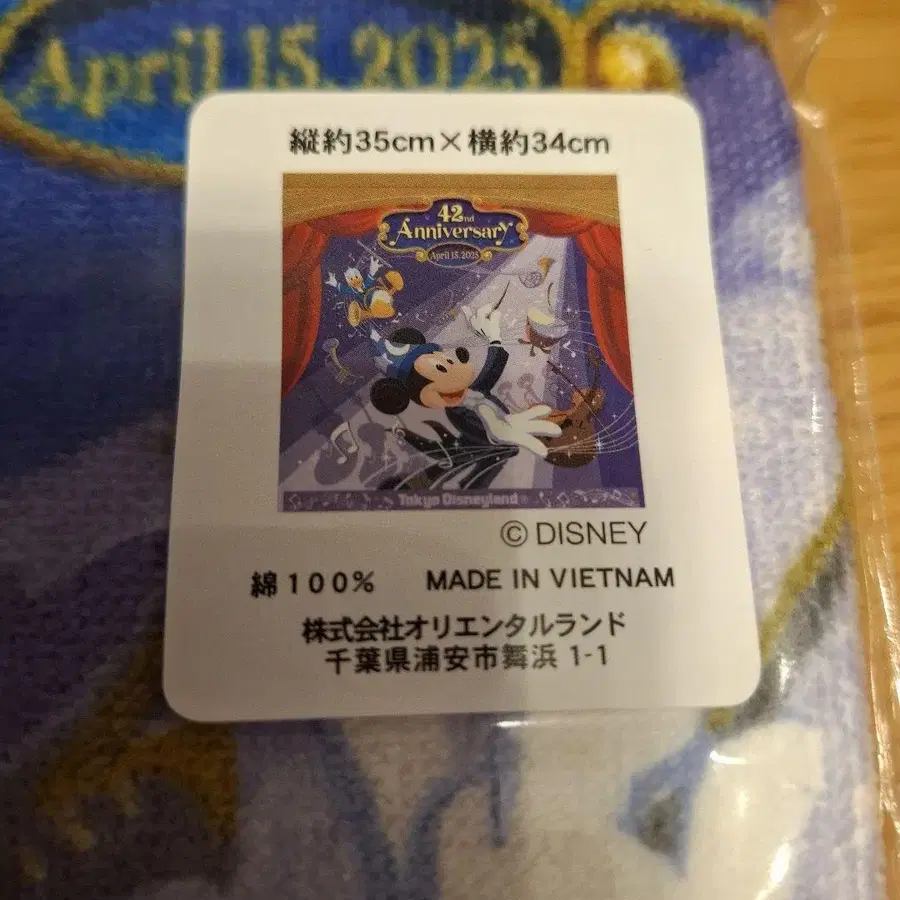 April 15, 2025
縦約35cm×横約34cm
42nd
Anniversary
April 15, 2025
Tokyo Disneyland®
© DISNEY
綿100% MADE IN VIETNAM
株式会社オリエンタルランド
千葉県浦安市舞浜 1-1